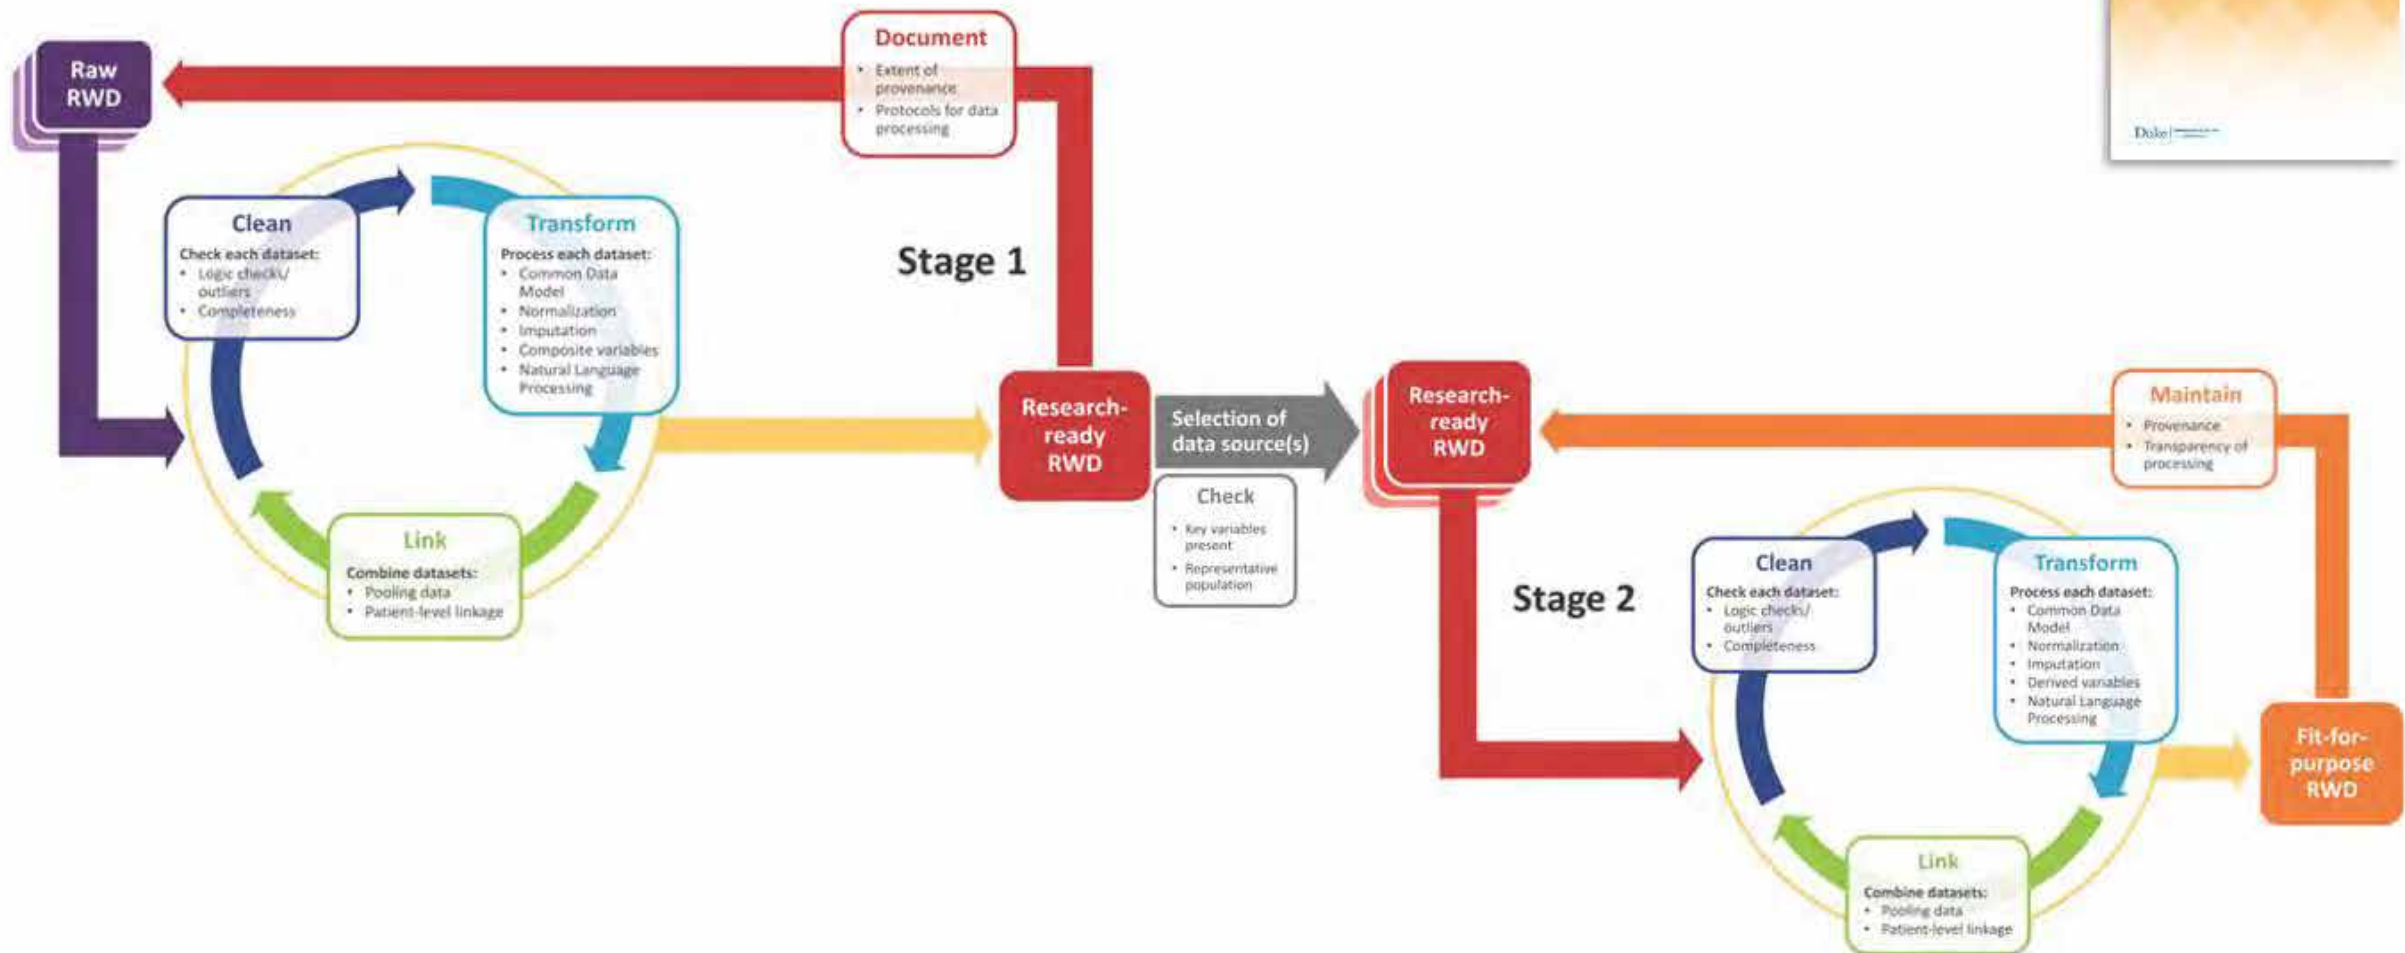 Raw
RWD
Document
• Extent of
provenance
• Protocols for data
processing
Clean
Check each dataset:
• Logic checks/
outliers
• Completeness
Transform
Process each dataset:
• Common Data
Model
• Normalization
• Imputation
• Composite variables
• Natural Language
Processing
Link
Combine datasets:
• Pooling data
• Patient-level linkage
Stage 1
Research-
ready
RWD
Selection of
data source(s)
Check
• Key variables
present
• Representative
population
Research-
ready
RWD
Maintain
• Provenance
• Transparency of
processing
Stage 2
Clean
Check each dataset:
• Logic checks/
outliers
• Completeness
Transform
Process each dataset:
• Common Data
Model
• Normalization
• Imputation
• Derived variables
• Natural Language
Processing
Link
Combine datasets:
• Pooling data
• Patient-level linkage
Fit-for-
purpose
RWD
Duke